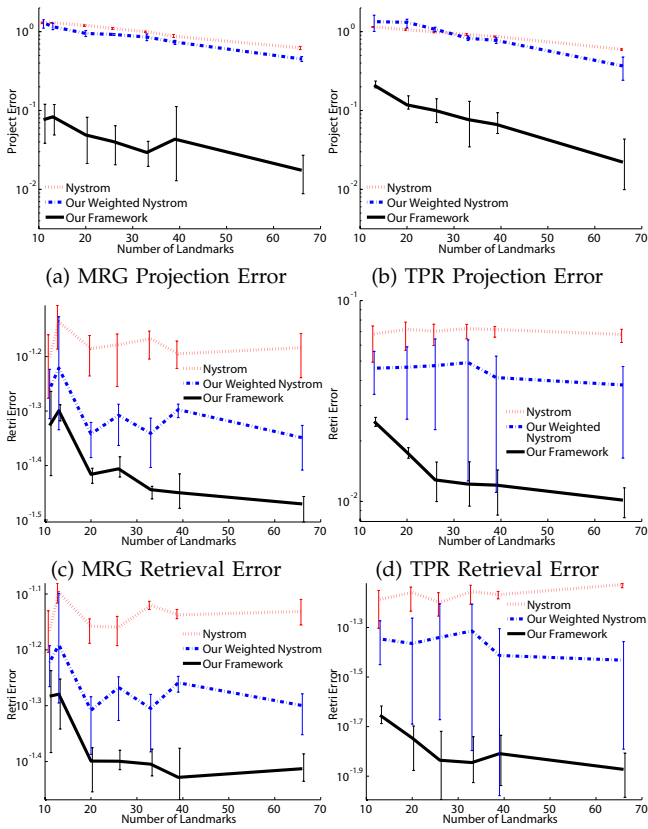 10^0
10^-1
10^-2
Project Error
Nystrom
Our Weighted Nystrom
Our Framework
10 20 30 40 50 60 70
Number of Landmarks
(a) MRG Projection Error
10^0
10^-1
10^-2
Project Error
Nystrom
Our Weighted Nystrom
Our Framework
10 20 30 40 50 60 70
Number of Landmarks
(b) TPR Projection Error
10^-1.2
10^-1.3
10^-1.4
10^-1.5
Retri Error
Nystrom
Our Weighted Nystrom
Our Framework
10 20 30 40 50 60 70
Number of Landmarks
(c) MRG Retrieval Error
10^-1
10^-2
Retri Error
Nystrom
Our Weighted
Nystrom
Our Framework
10 20 30 40 50 60 70
Number of Landmarks
(d) TPR Retrieval Error
10^-1.1
10^-1.2
10^-1.3
10^-1.4
Retri Error
Nystrom
Our Weighted Nystrom
Our Framework
10 20 30 40 50 60 70
Number of Landmarks
10^-1.3
10^-1.5
10^-1.7
10^-1.9
Retri Error
Nystrom
Our Weighted Nystrom
Our Framework
10 20 30 40 50 60 70
Number of Landmarks